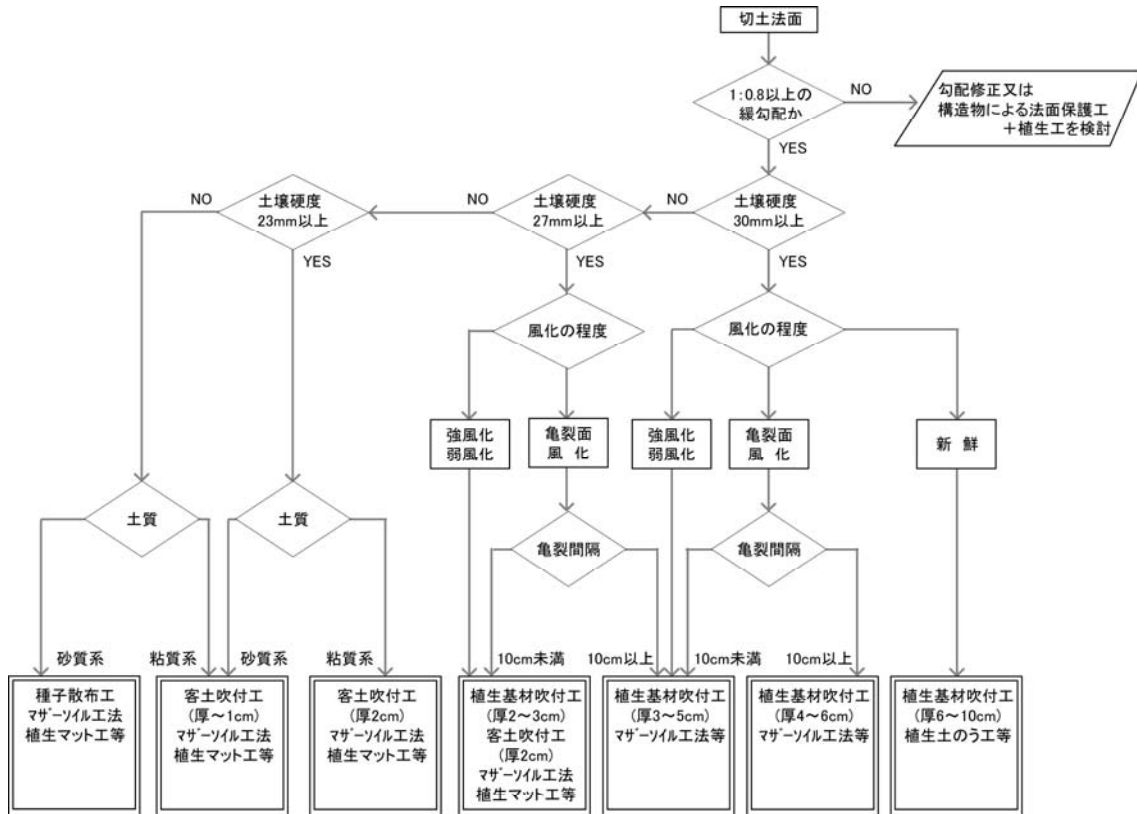 切土法面
1:0.8以上の
緩勾配か
NO
勾配修正又は
構造物による法面保護工
+植生工を検討
YES
土壌硬度
23mm以上
NO
土壌硬度
27mm以上
NO
土壌硬度
30mm以上
NO
YES
YES
YES
風化の程度
風化の程度
強風化
弱風化
亀裂面
風 化
強風化
弱風化
亀裂面
風 化
新 鮮
土質
土質
亀裂間隔
亀裂間隔
砂質系
粘質系
砂質系
粘質系
10cm未満
10cm以上
10cm未満
10cm以上
種子散布工
マザーソイル工法
植生マット工等
客土吹付工
(厚~1cm)
マザーソイル工法
植生マット工等
客土吹付工
(厚2cm)
マザーソイル工法
植生マット工等
植生基材吹付工
(厚2~3cm)
客土吹付工
(厚2cm)
マザーソイル工法
植生マット工等
植生基材吹付工
(厚3~5cm)
マザーソイル工法等
植生基材吹付工
(厚4~6cm)
マザーソイル工法等
植生基材吹付工
(厚6~10cm)
植生土のう工等